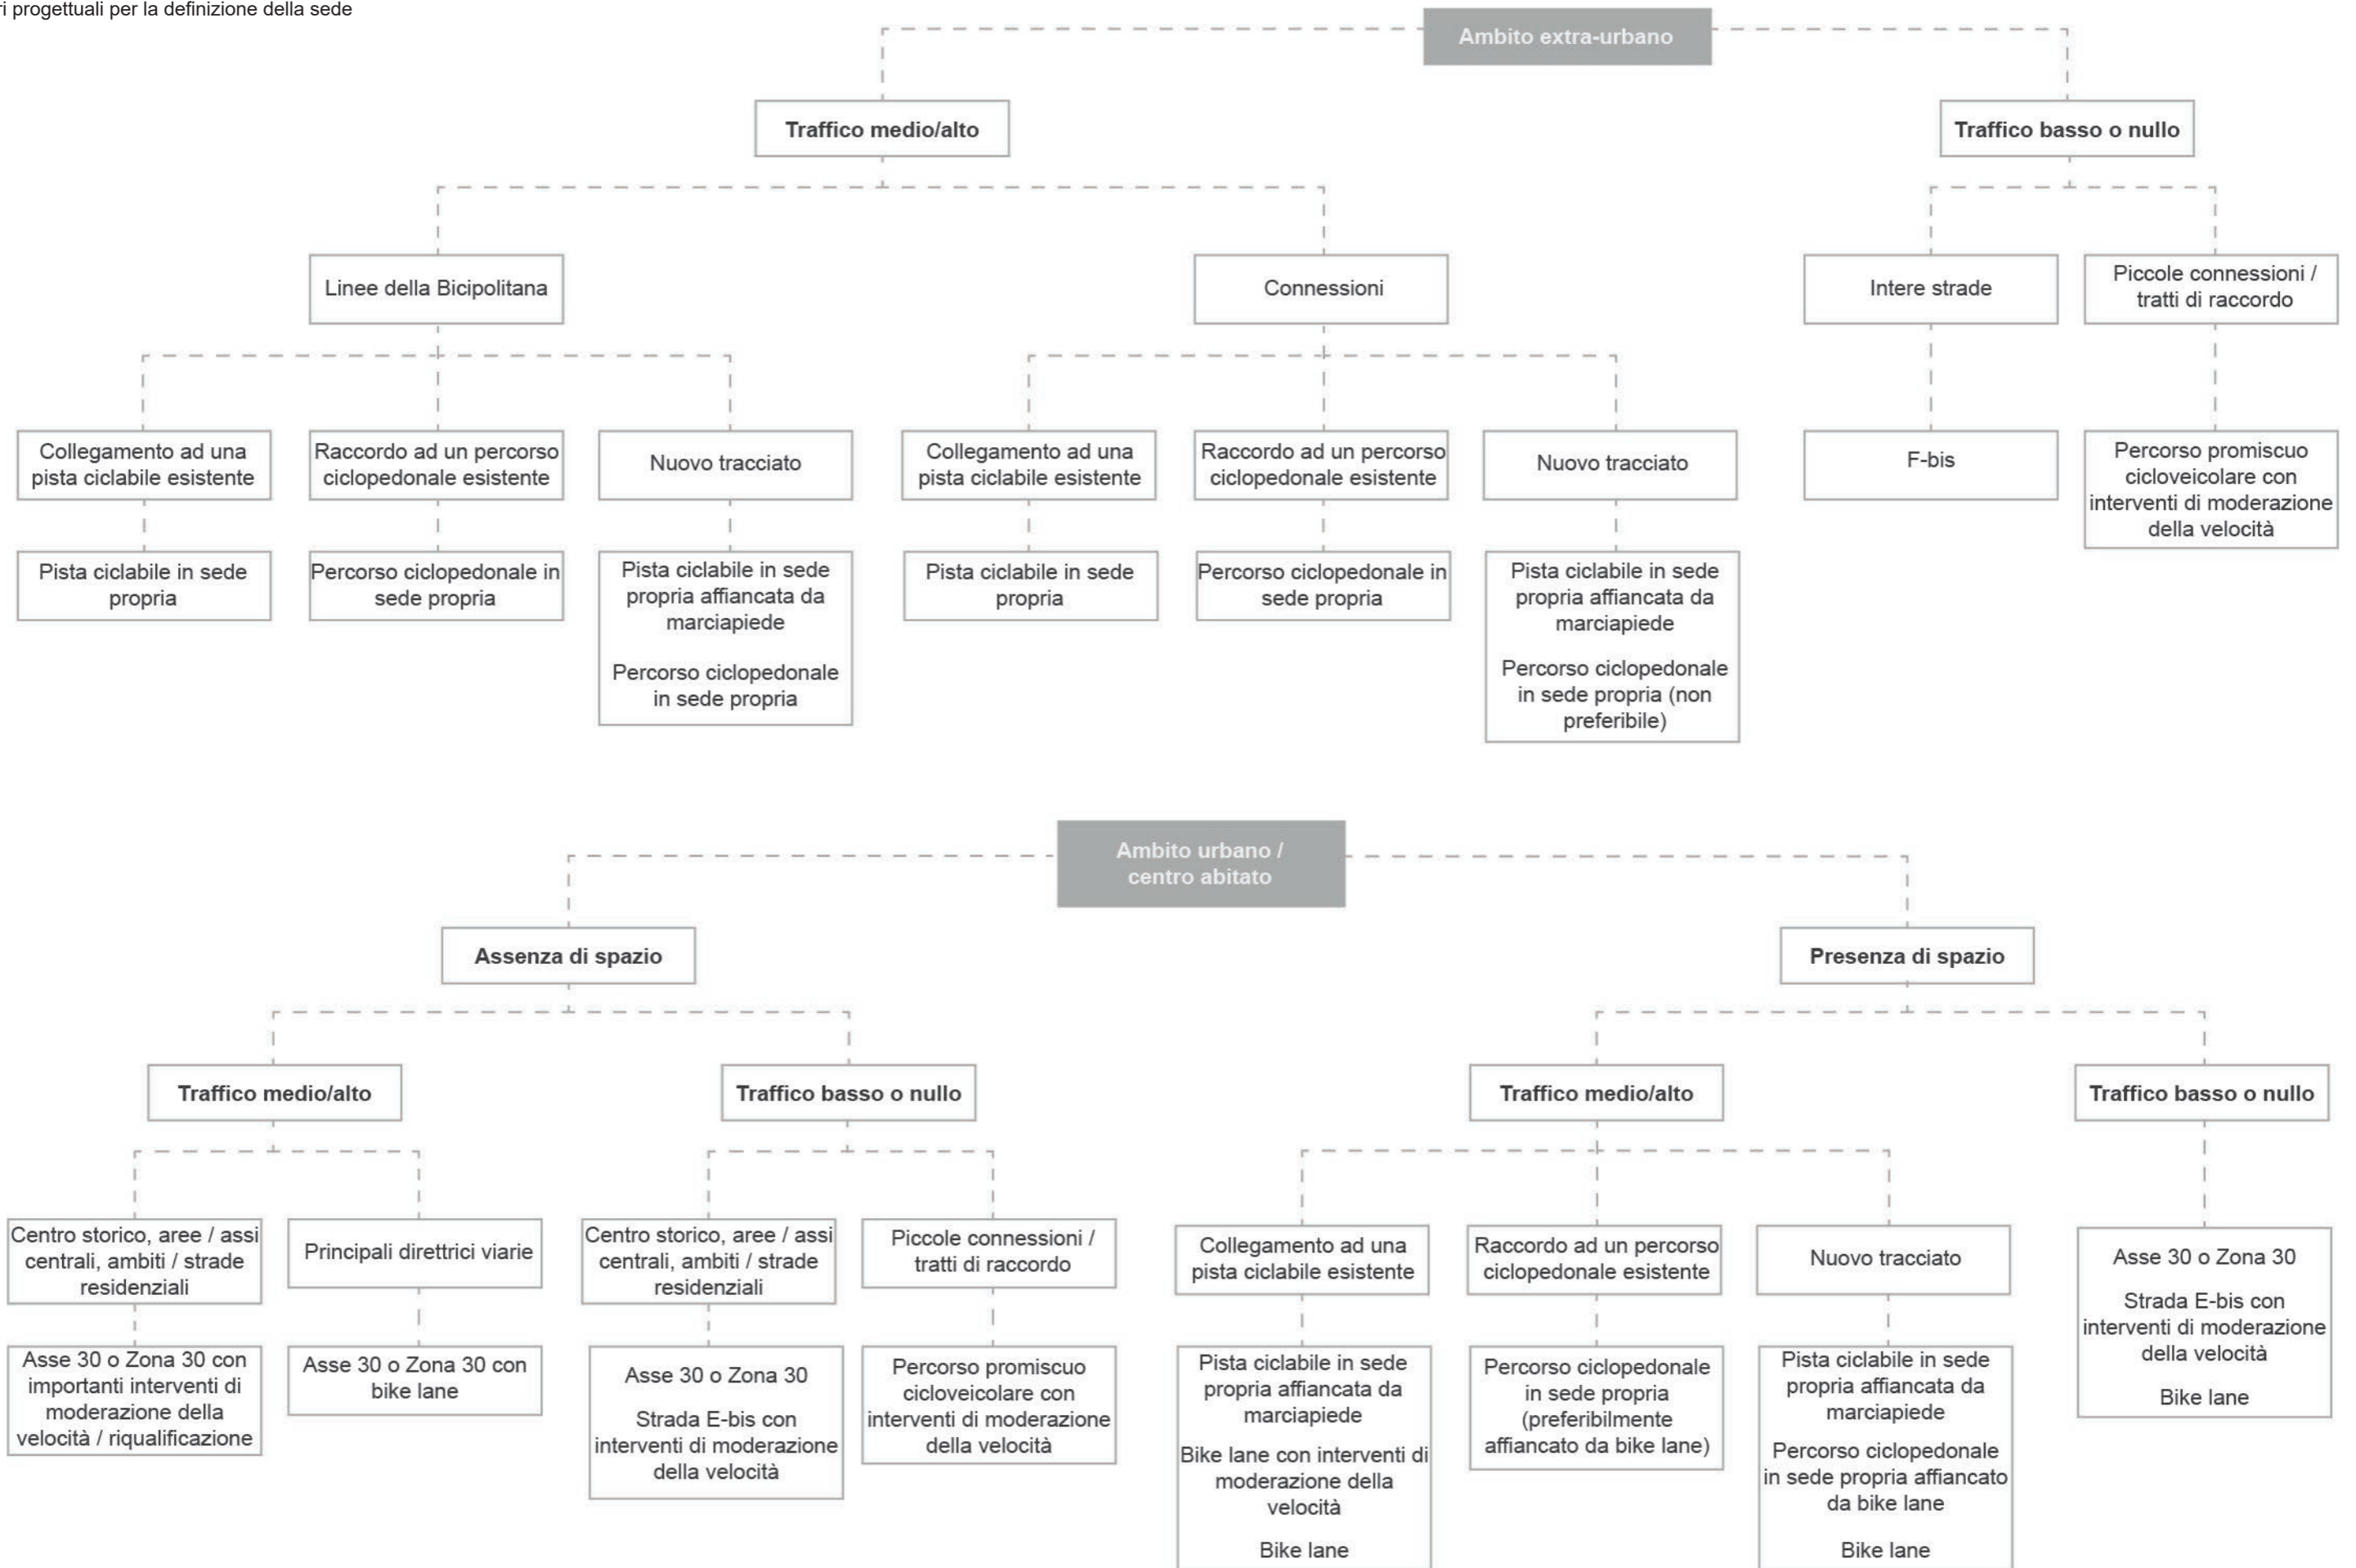 progettuali per la definizione della sede
Ambito extra-urbano
Traffico medio/alto
Traffico basso o nullo
Linee della Bicipolitana
Connessioni
Intere strade
Piccole connessioni /
tratti di raccordo
Collegamento ad una
pista ciclabile esistente
Raccordo ad un percorso
ciclopedonale esistente
Nuovo tracciato
Collegamento ad una
pista ciclabile esistente
Raccordo ad un percorso
ciclopedonale esistente
Nuovo tracciato
F-bis
Percorso promiscuo
cicloveicolare con
interventi di moderazione
della velocità
Pista ciclabile in sede
propria
Percorso ciclopedonale in
sede propria
Pista ciclabile in sede
propria affiancata da
marciapiede
Percorso ciclopedonale
in sede propria
Pista ciclabile in sede
propria
Percorso ciclopedonale in
sede propria
Pista ciclabile in sede
propria affiancata da
marciapiede
Percorso ciclopedonale
in sede propria (non
preferibile)
Ambito urbano /
centro abitato
Assenza di spazio
Presenza di spazio
Traffico medio/alto
Traffico basso o nullo
Traffico medio/alto
Traffico basso o nullo
Centro storico, aree / assi
centrali, ambiti / strade
residenziali
Principali direttrici viarie
Centro storico, aree / assi
centrali, ambiti / strade
residenziali
Piccole connessioni /
tratti di raccordo
Collegamento ad una
pista ciclabile esistente
Raccordo ad un percorso
ciclopedonale esistente
Nuovo tracciato
Asse 30 o Zona 30
Strada E-bis con
interventi di moderazione
della velocità
Bike lane
Asse 30 o Zona 30 con
importanti interventi di
moderazione della
velocità / riqualificazione
Asse 30 o Zona 30 con
bike lane
Asse 30 o Zona 30
Strada E-bis con
interventi di moderazione
della velocità
Percorso promiscuo
cicloveicolare con
interventi di moderazione
della velocità
Pista ciclabile in sede
propria affiancata da
marciapiede
Bike lane con interventi di
moderazione della
velocità
Bike lane
Percorso ciclopedonale
in sede propria
(preferibilmente
affiancato da bike lane)
Pista ciclabile in sede
propria affiancata da
marciapiede
Percorso ciclopedonale
in sede propria affiancato
da bike lane
Bike lane